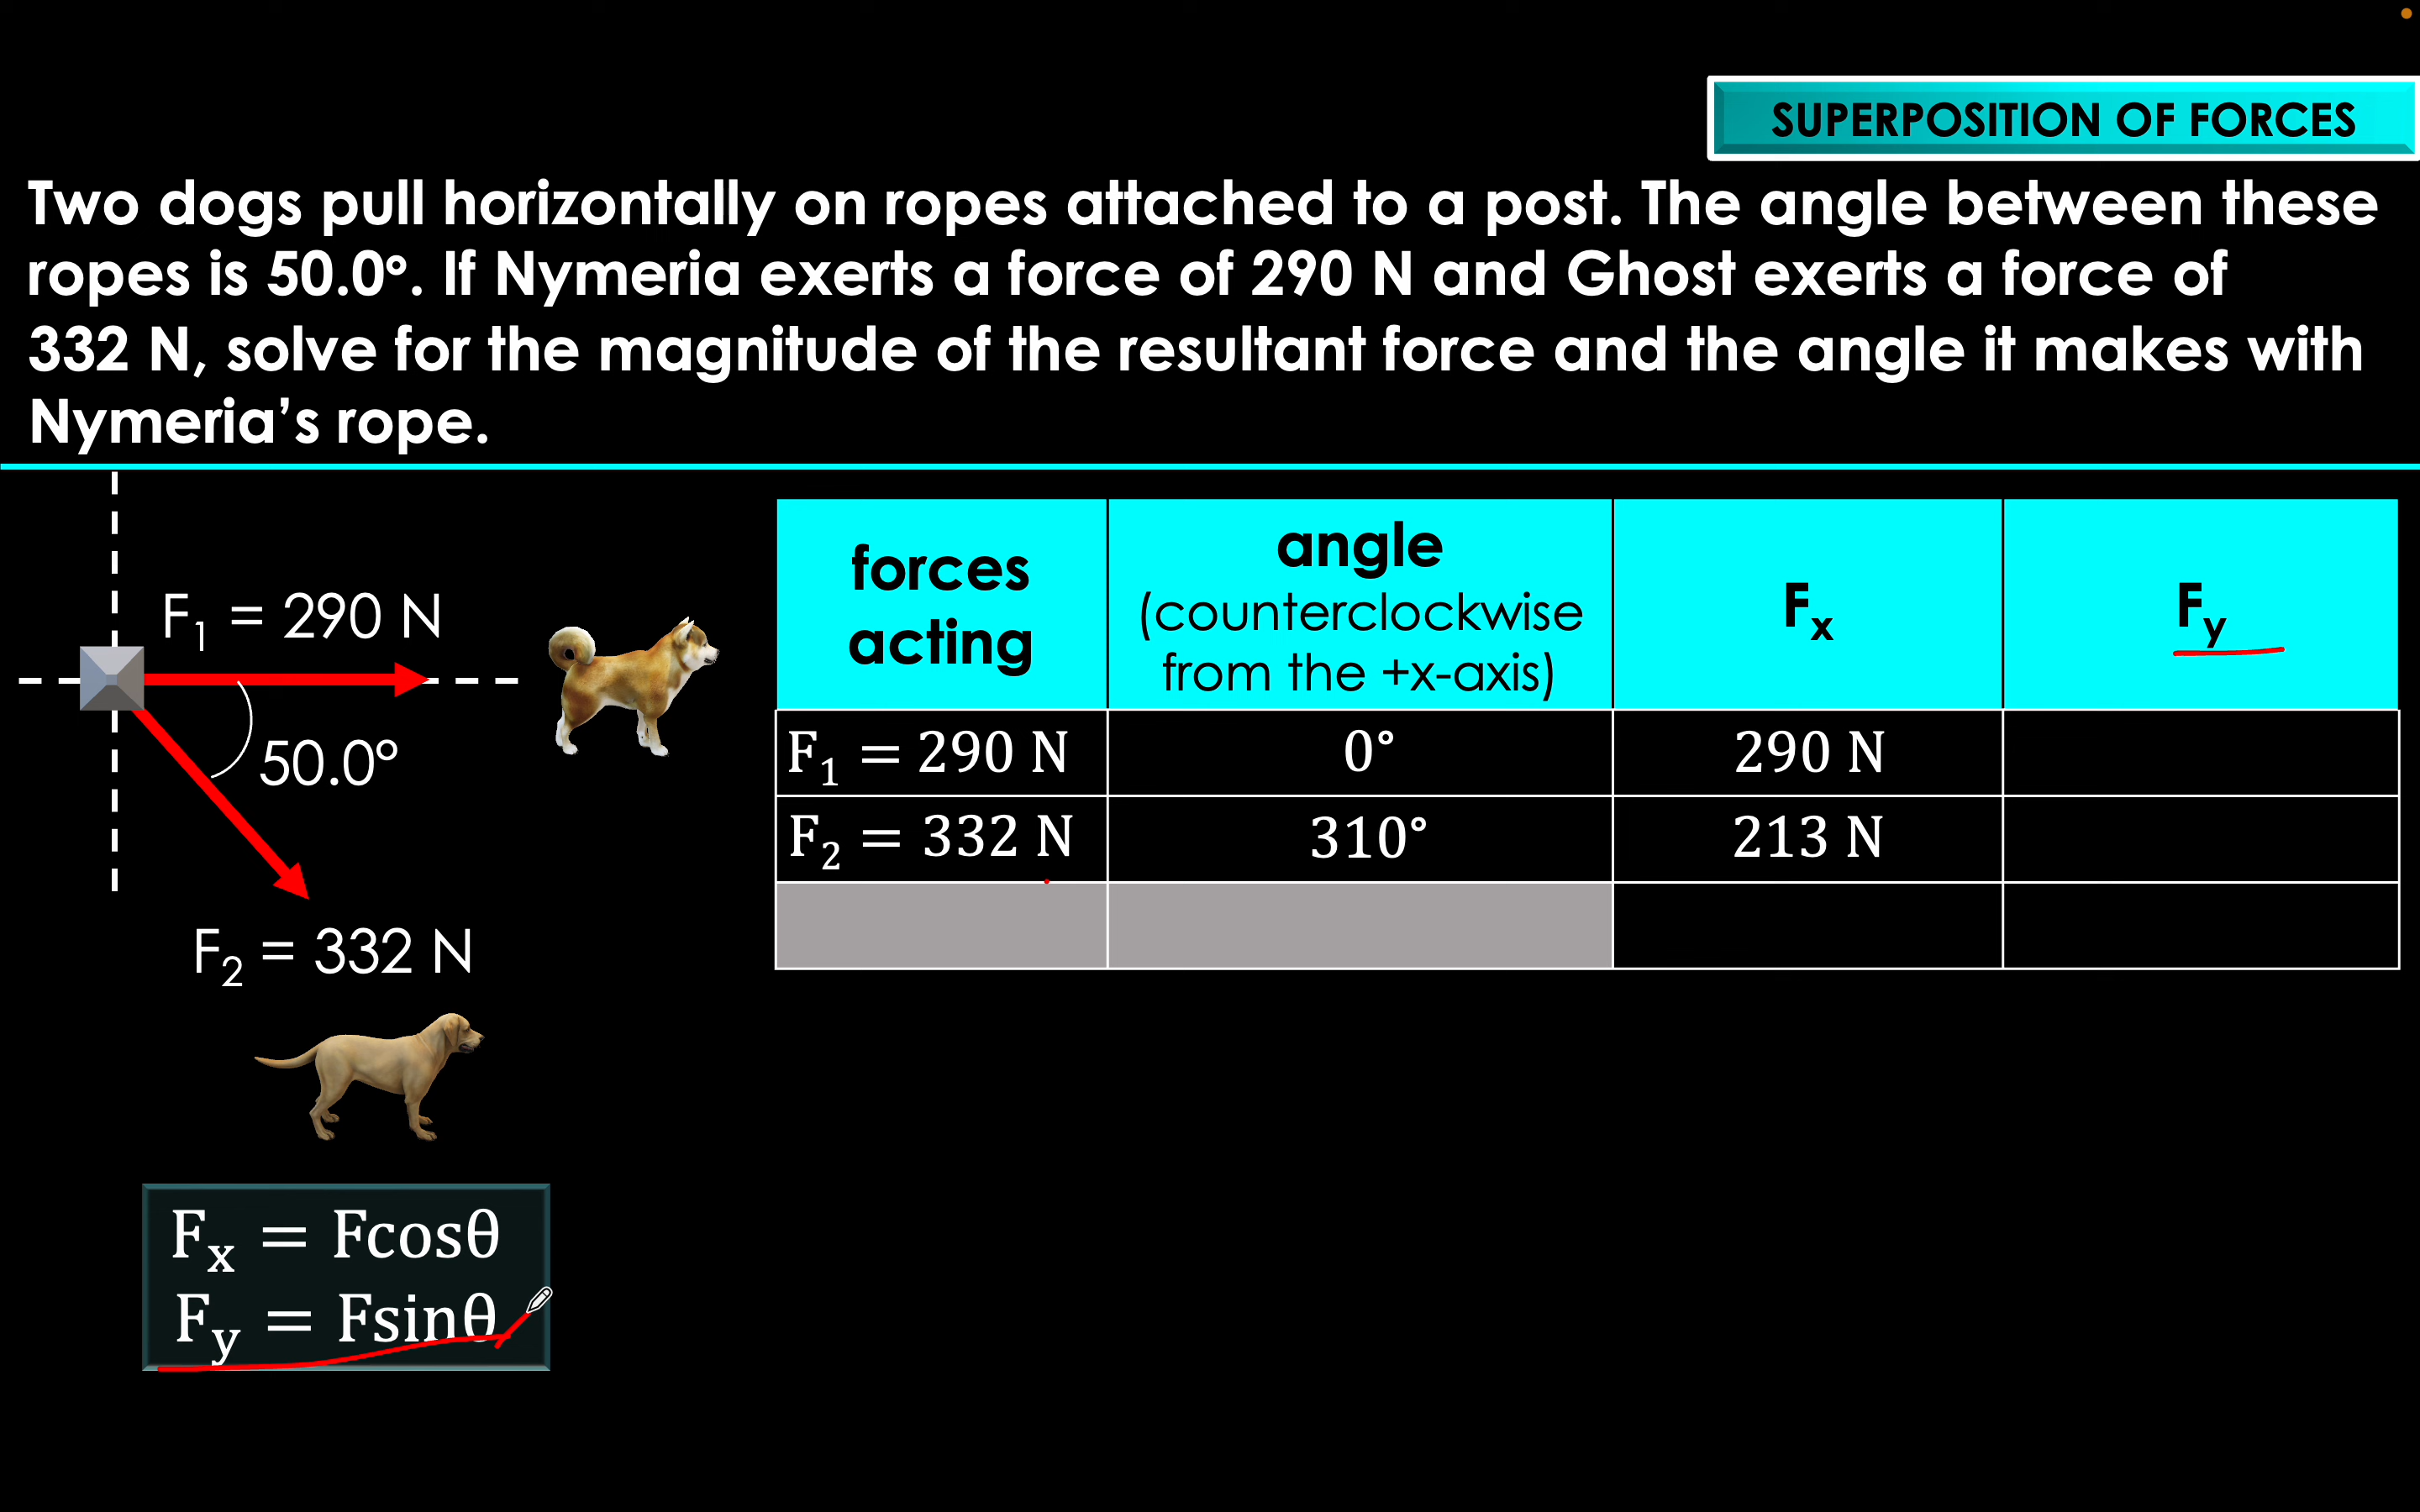 SUPERPOSITION OF FORCES
Two dogs pull horizontally on ropes attached to a post. The angle between these
ropes is 50.0°. If Nymeria exerts a force of 290 N and Ghost exerts a force of
332 N, solve for the magnitude of the resultant force and the angle it makes with
Nymeria’s rope.
F₁ = 290 N
50.0°
F₂ = 332 N
forces
acting
angle
(counterclockwise
from the +x-axis)
Fₓ
Fᵧ
F₁ = 290 N 0° 290 N
F₂ = 332 N 310° 213 N
Fₓ = Fcosθ
Fᵧ = Fsinθ